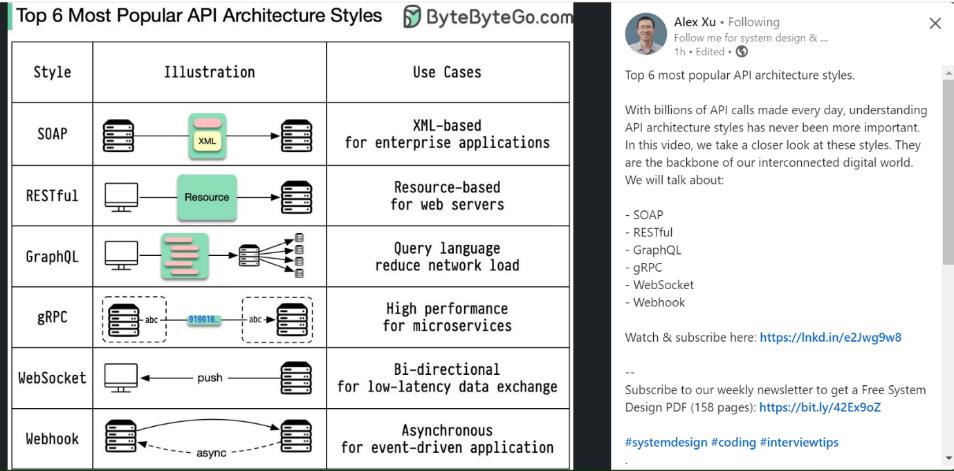 Top 6 Most Popular API Architecture Styles
ByteByteGo.com
Style
Illustration
Use Cases
SOAP
XML
XML-based
for enterprise applications
RESTful
Resource
Resource-based
for web servers
GraphQL
Query language
reduce network load
gRPC
abc
010010..
abc
High performance
for microservices
WebSocket
push
Bi-directional
for low-latency data exchange
Webhook
async
Asynchronous
for event-driven application
Alex Xu • Following
Follow me for system design & ...
1h • Edited •
Top 6 most popular API architecture styles.
With billions of API calls made every day, understanding
API architecture styles has never been more important.
In this video, we take a closer look at these styles. They
are the backbone of our interconnected digital world.
We will talk about:
- SOAP
- RESTful
- GraphQL
- gRPC
- WebSocket
- Webhook
Watch & subscribe here: https://lnkd.in/e2Jwg9w8
--
Subscribe to our weekly newsletter to get a Free System
Design PDF (158 pages): https://bit.ly/42Ex9oZ
#systemdesign #coding #interviewtips
.